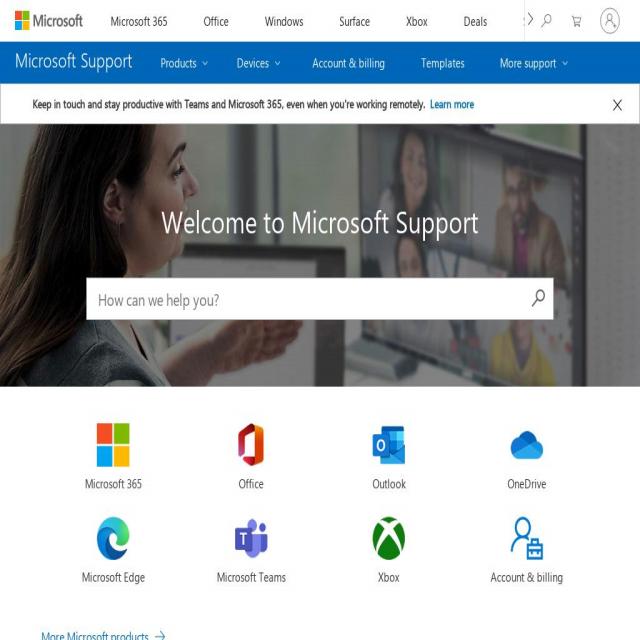 Microsoft
Microsoft 365
Office
Windows
Surface
Xbox
Deals
Microsoft Support
Products
Devices
Account & billing
Templates
More support
Keep in touch and stay productive with Teams and Microsoft 365, even when you're working remotely. Learn more
Welcome to Microsoft Support
How can we help you?
Microsoft 365
Office
Outlook
OneDrive
Microsoft Edge
Microsoft Teams
Xbox
Account & billing
More Microsoft products